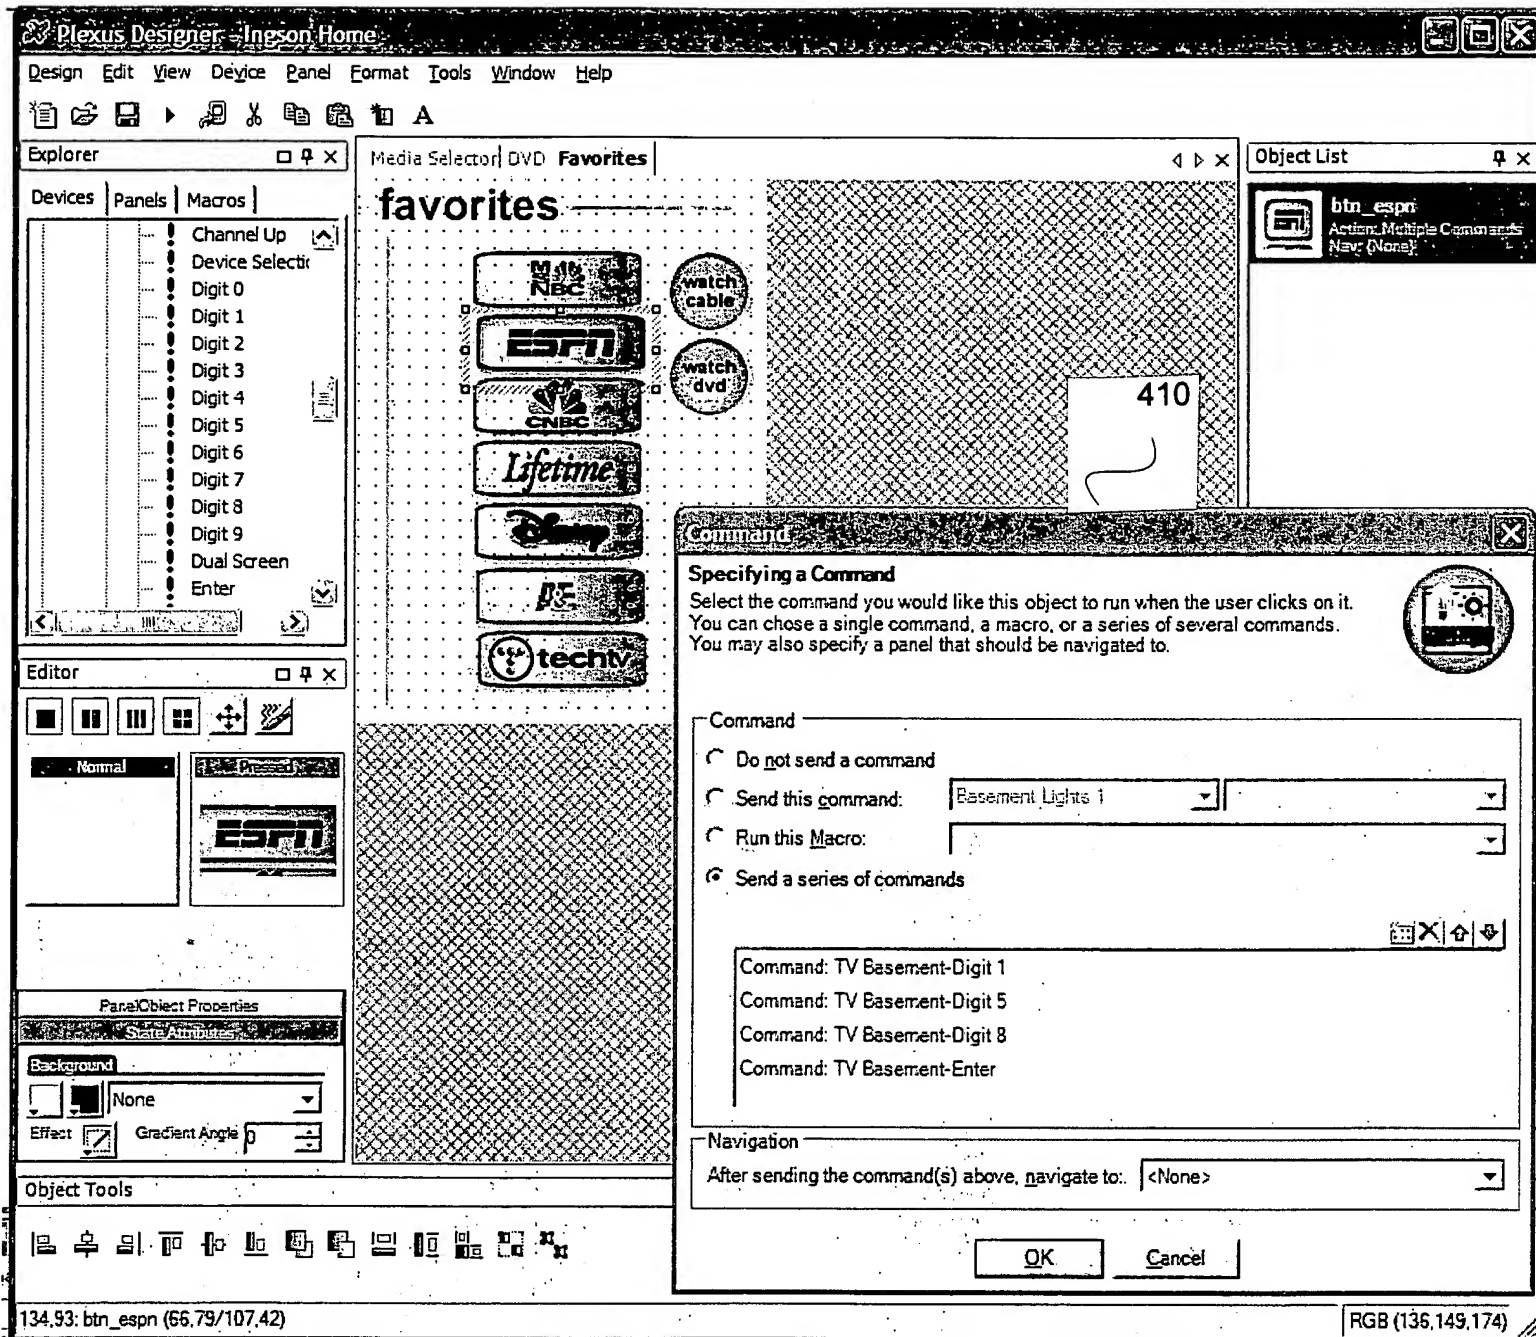 Plexus Designer - Ingson Home
Design Edit View Device Panel Format Tools Window Help
A
Explorer
Devices Panels Macros
Channel Up
Device Selectic
Digit 0
Digit 1
Digit 2
Digit 3
Digit 4
Digit 5
Digit 6
Digit 7
Digit 8
Digit 9
Dual Screen
Enter
Media Selector DVD Favorites
favorites
MSNBC
ESPN
CNBC
Lifetime
Disney
A&E
techtv
watch
cable
watch
dvd
410
Object List
btn_espn
Action: Multiple Commands
Nav: {None}
Editor
Normal
Pressed
ESPN
PanelObject Properties
State Attributes
Background
None
Effect Gradient Angle 0
Object Tools
Command
Specifying a Command
Select the command you would like this object to run when the user clicks on it.
You can chose a single command, a macro, or a series of several commands.
You may also specify a panel that should be navigated to.
Command
Do not send a command
Send this command: Basement Lights 1
Run this Macro:
Send a series of commands
Command: TV Basement-Digit 1
Command: TV Basement-Digit 5
Command: TV Basement-Digit 8
Command: TV Basement-Enter
Navigation
After sending the command(s) above, navigate to: <None>
OK Cancel
134,93: btn_espn (66,79/107,42)
RGB (136,149,174)